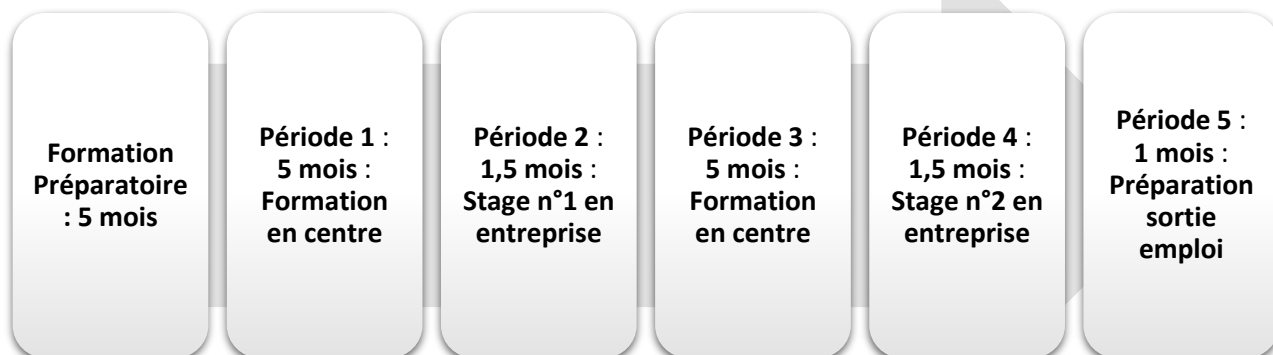 Formation
Préparatoire
: 5 mois
Période 1 :
5 mois :
Formation
en centre
Période 2 :
1,5 mois :
Stage n°1 en
entreprise
Période 3 :
5 mois :
Formation
en centre
Période 4 :
1,5 mois :
Stage n°2 en
entreprise
Période 5 :
1 mois :
Préparation
sortie
emploi